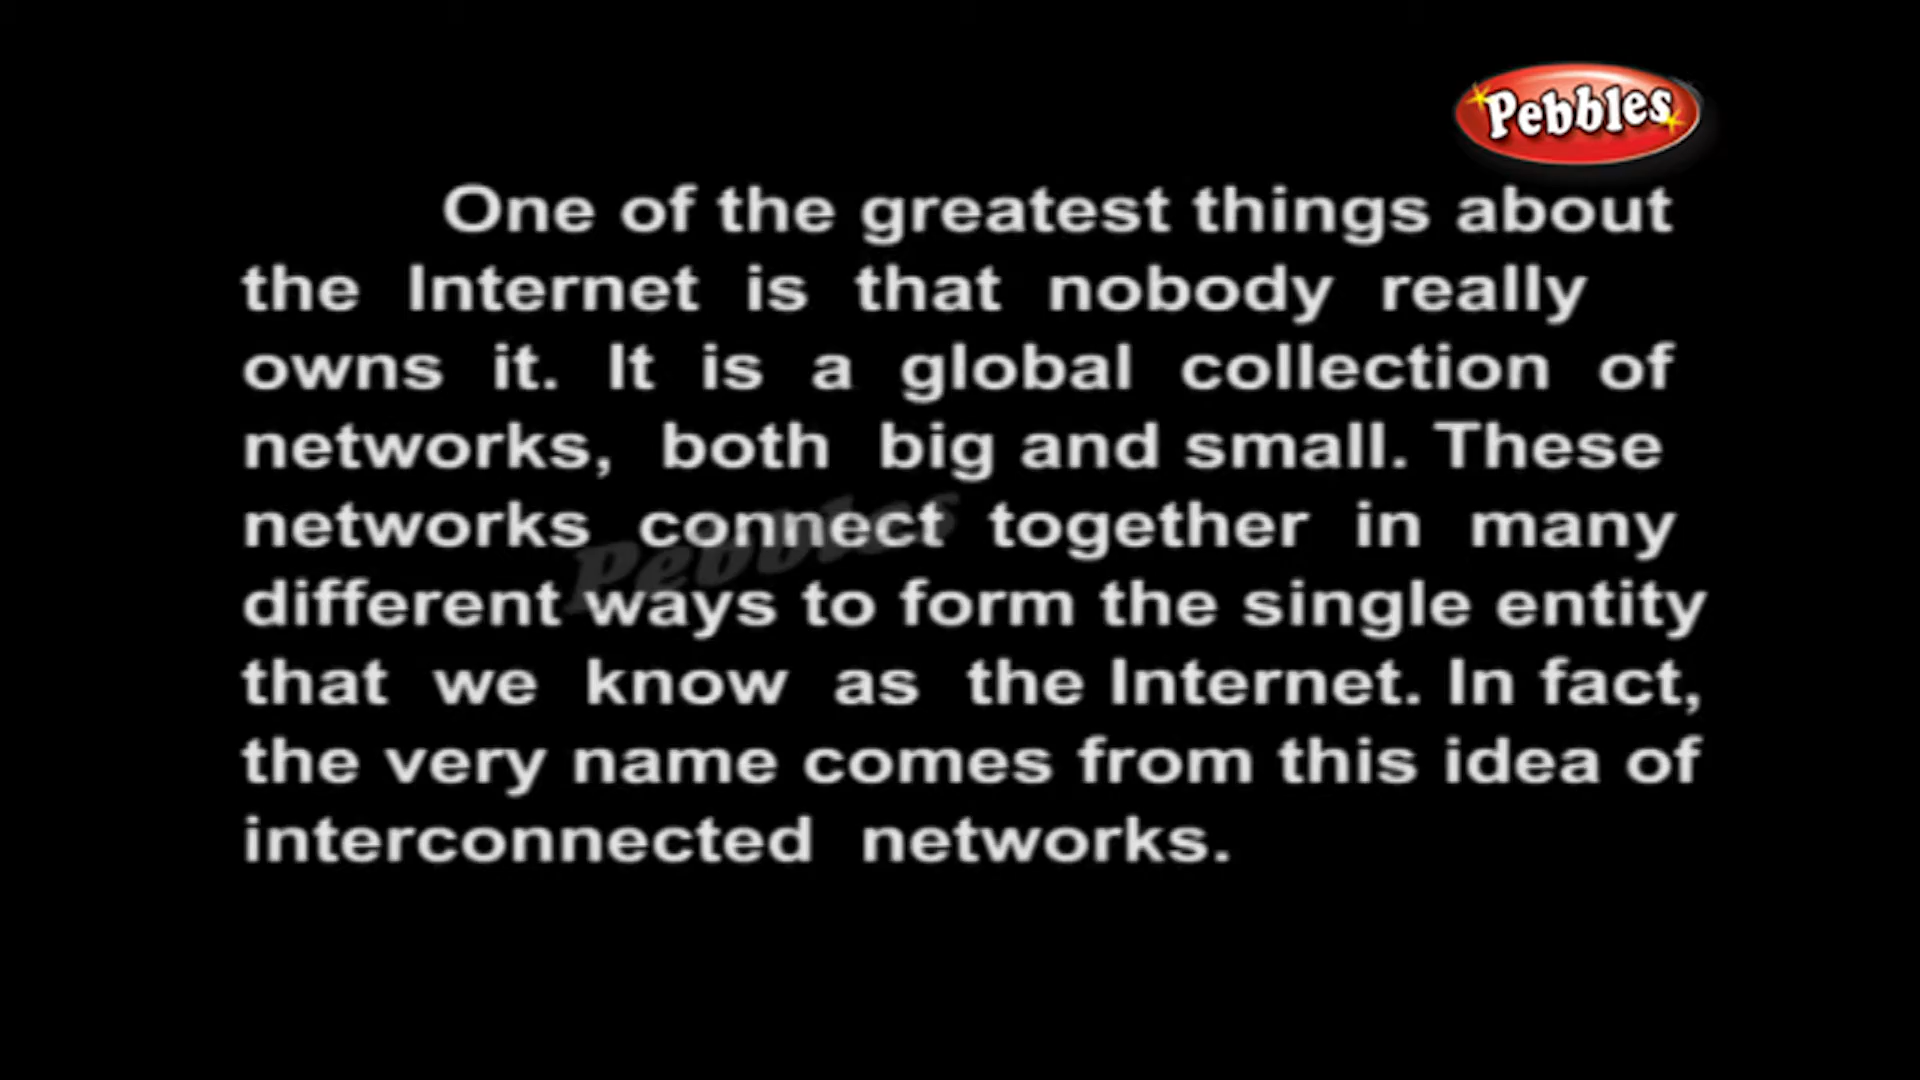 Pebbles
One of the greatest things about
the Internet is that nobody really
owns it. It is a global collection of
networks, both big and small. These
networks connect together in many
Pebbles
different ways to form the single entity
that we know as the Internet. In fact,
the very name comes from this idea of
interconnected networks.